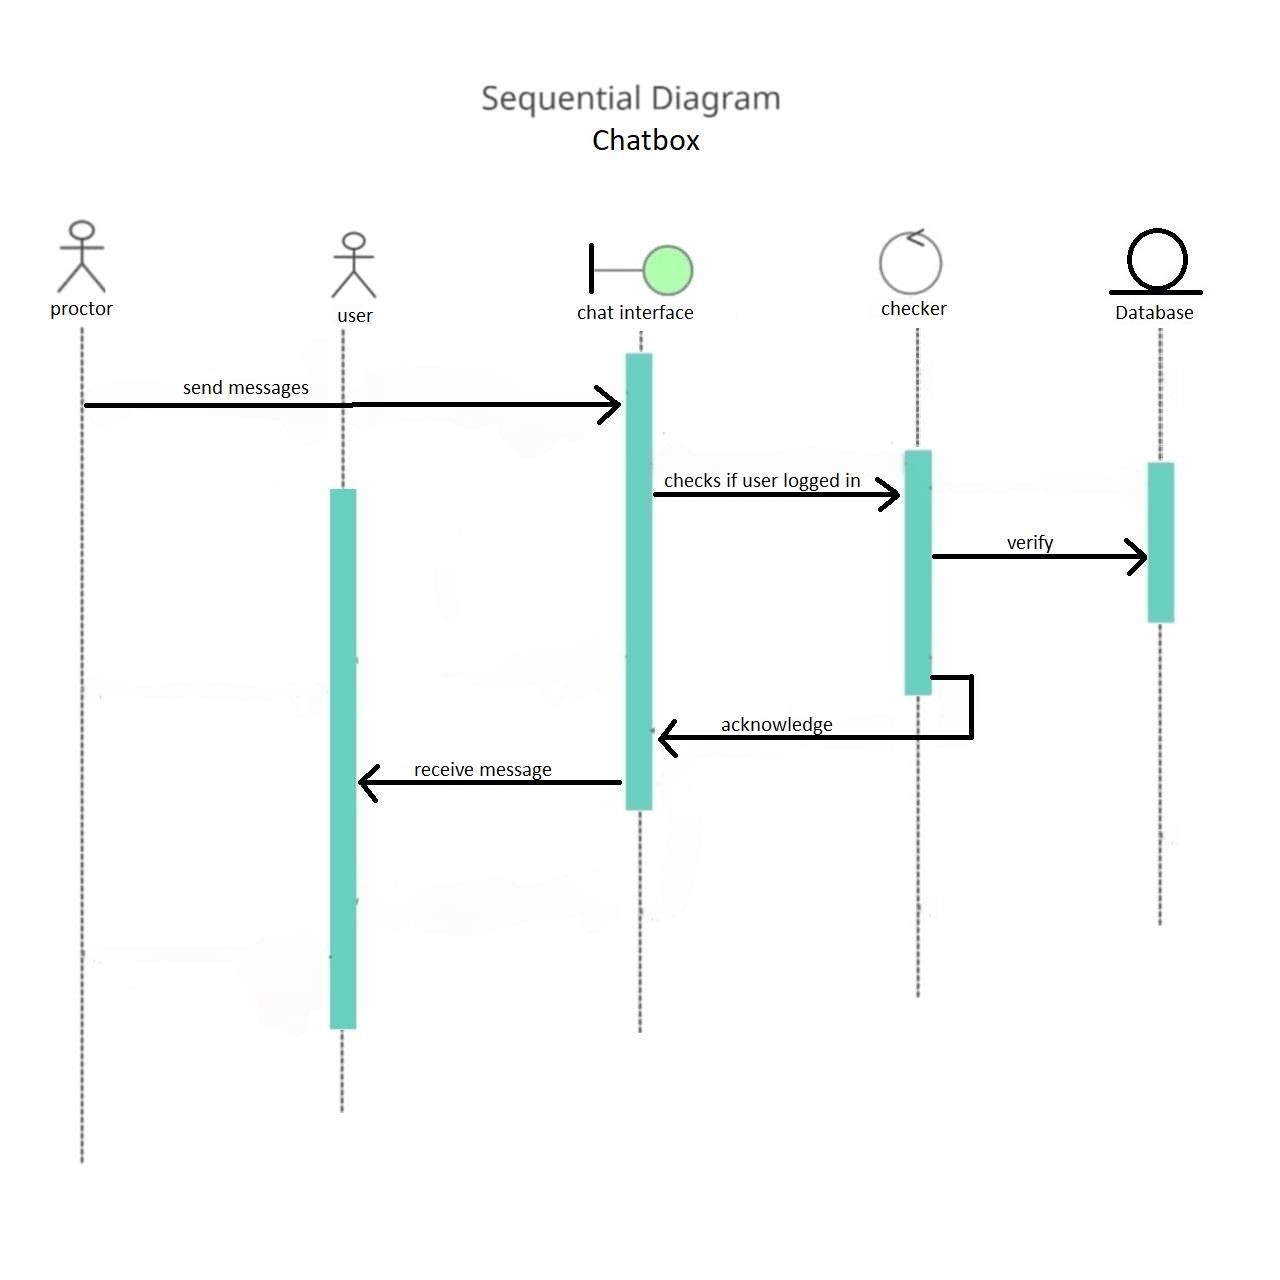 Sequential Diagram
Chatbox
proctor
user
chat interface
checker
Database
send messages
checks if user logged in
verify
acknowledge
receive message